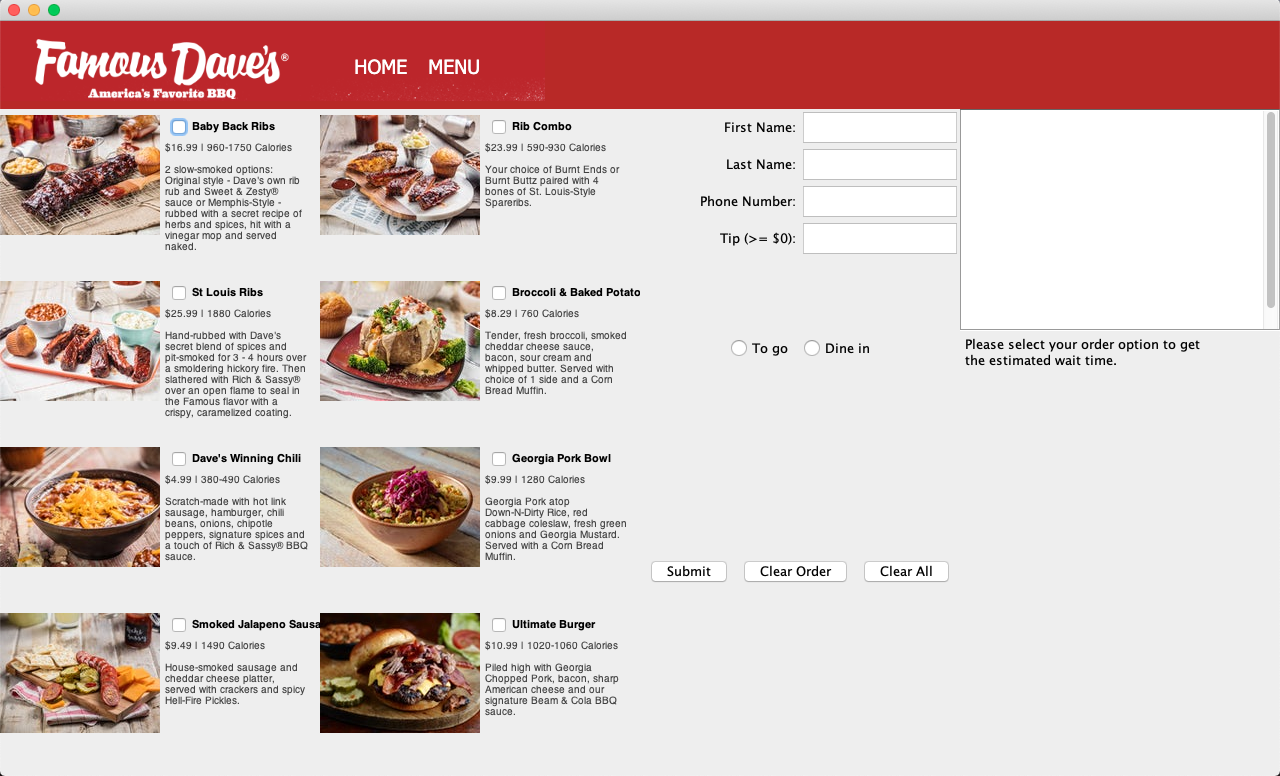 Famous Dave's®
America's Favorite BBQ
HOME MENU
Baby Back Ribs
$16.99 | 960-1750 Calories
2 slow-smoked options:
Original style - Dave's own rib
rub and Sweet & Zesty®
sauce or Memphis-Style -
rubbed with a secret recipe of
herbs and spices, hit with a
vinegar mop and served
naked.
Rib Combo
$23.99 | 590-930 Calories
Your choice of Burnt Ends or
Burnt Buttz paired with 4
bones of St. Louis-Style
Spareribs.
St Louis Ribs
$25.99 | 1880 Calories
Hand-rubbed with Dave's
secret blend of spices and
pit-smoked for 3 - 4 hours over
a smoldering hickory fire. Then
slathered with Rich & Sassy®
over an open flame to seal in
the Famous flavor with a
crispy, caramelized coating.
Broccoli & Baked Potato
$8.29 | 760 Calories
Tender, fresh broccoli, smoked
cheddar cheese sauce,
bacon, sour cream and
whipped butter. Served with
choice of 1 side and a Corn
Bread Muffin.
Dave's Winning Chili
$4.99 | 380-490 Calories
Scratch-made with hot link
sausage, hamburger, chili
beans, onions, chipotle
peppers, signature spices and
a touch of Rich & Sassy® BBQ
sauce.
Georgia Pork Bowl
$9.99 | 1280 Calories
Georgia Pork atop
Down-N-Dirty Rice, red
cabbage coleslaw, fresh green
onions and Georgia Mustard.
Served with a Corn Bread
Muffin.
Smoked Jalapeno Sausa
$9.49 | 1490 Calories
House-smoked sausage and
cheddar cheese platter,
served with crackers and spicy
Hell-Fire Pickles.
Ultimate Burger
$10.99 | 1020-1060 Calories
Piled high with Georgia
Chopped Pork, bacon, sharp
American cheese and our
signature Beam & Cola BBQ
sauce.
First Name:
Last Name:
Phone Number:
Tip (>= $0):
To go Dine in
Submit Clear Order Clear All
Please select your order option to get
the estimated wait time.